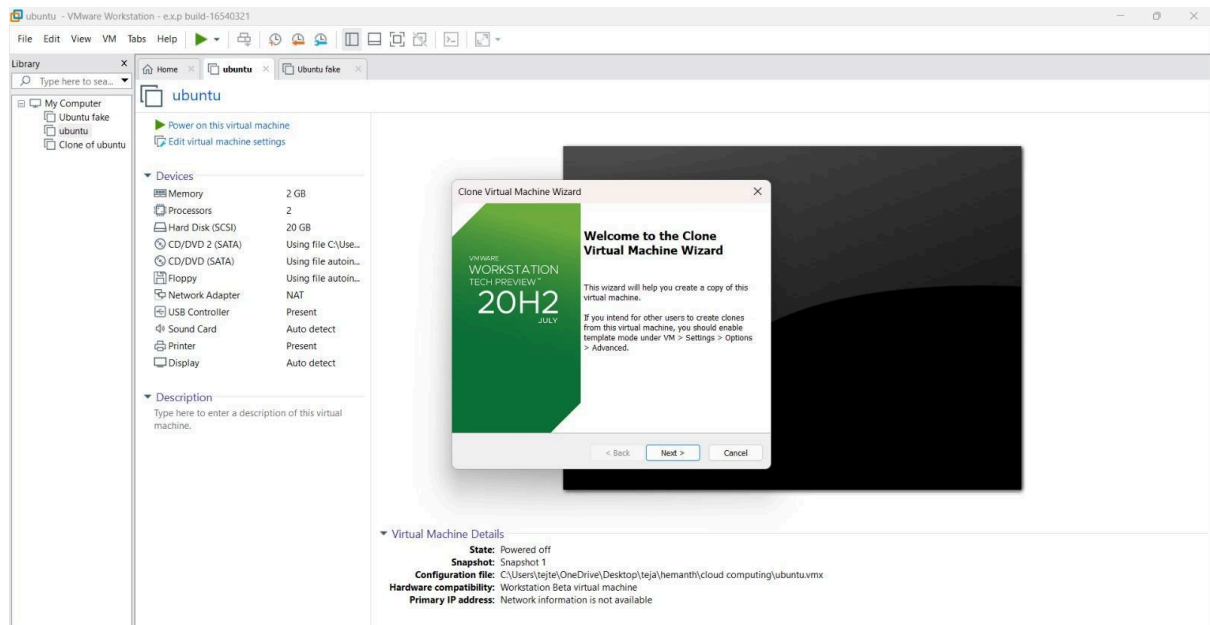 ubuntu - VMware Workstation - e.x.p build-16540321
File Edit View VM Tabs Help
Library X
Type here to sea...
My Computer
Ubuntu fake
ubuntu
Clone of ubuntu
Home
ubuntu
Ubuntu fake
ubuntu
Power on this virtual machine
Edit virtual machine settings
Devices
Memory 2 GB
Processors 2
Hard Disk (SCSI) 20 GB
CD/DVD 2 (SATA) Using file C:\Use...
CD/DVD (SATA) Using file autoin...
Floppy Using file autoin...
Network Adapter NAT
USB Controller Present
Sound Card Auto detect
Printer Present
Display Auto detect
Description
Type here to enter a description of this virtual
machine.
Clone Virtual Machine Wizard
VMWARE
WORKSTATION
TECH PREVIEW™
20H2
JULY
Welcome to the Clone
Virtual Machine Wizard
This wizard will help you create a copy of this
virtual machine.
If you intend for other users to create clones
from this virtual machine, you should enable
template mode under VM > Settings > Options
> Advanced.
< Back Next > Cancel
Virtual Machine Details
State: Powered off
Snapshot: Snapshot 1
Configuration file: C:\Users\tejte\OneDrive\Desktop\teja\hemanth\cloud computing\ubuntu.vmx
Hardware compatibility: Workstation Beta virtual machine
Primary IP address: Network information is not available